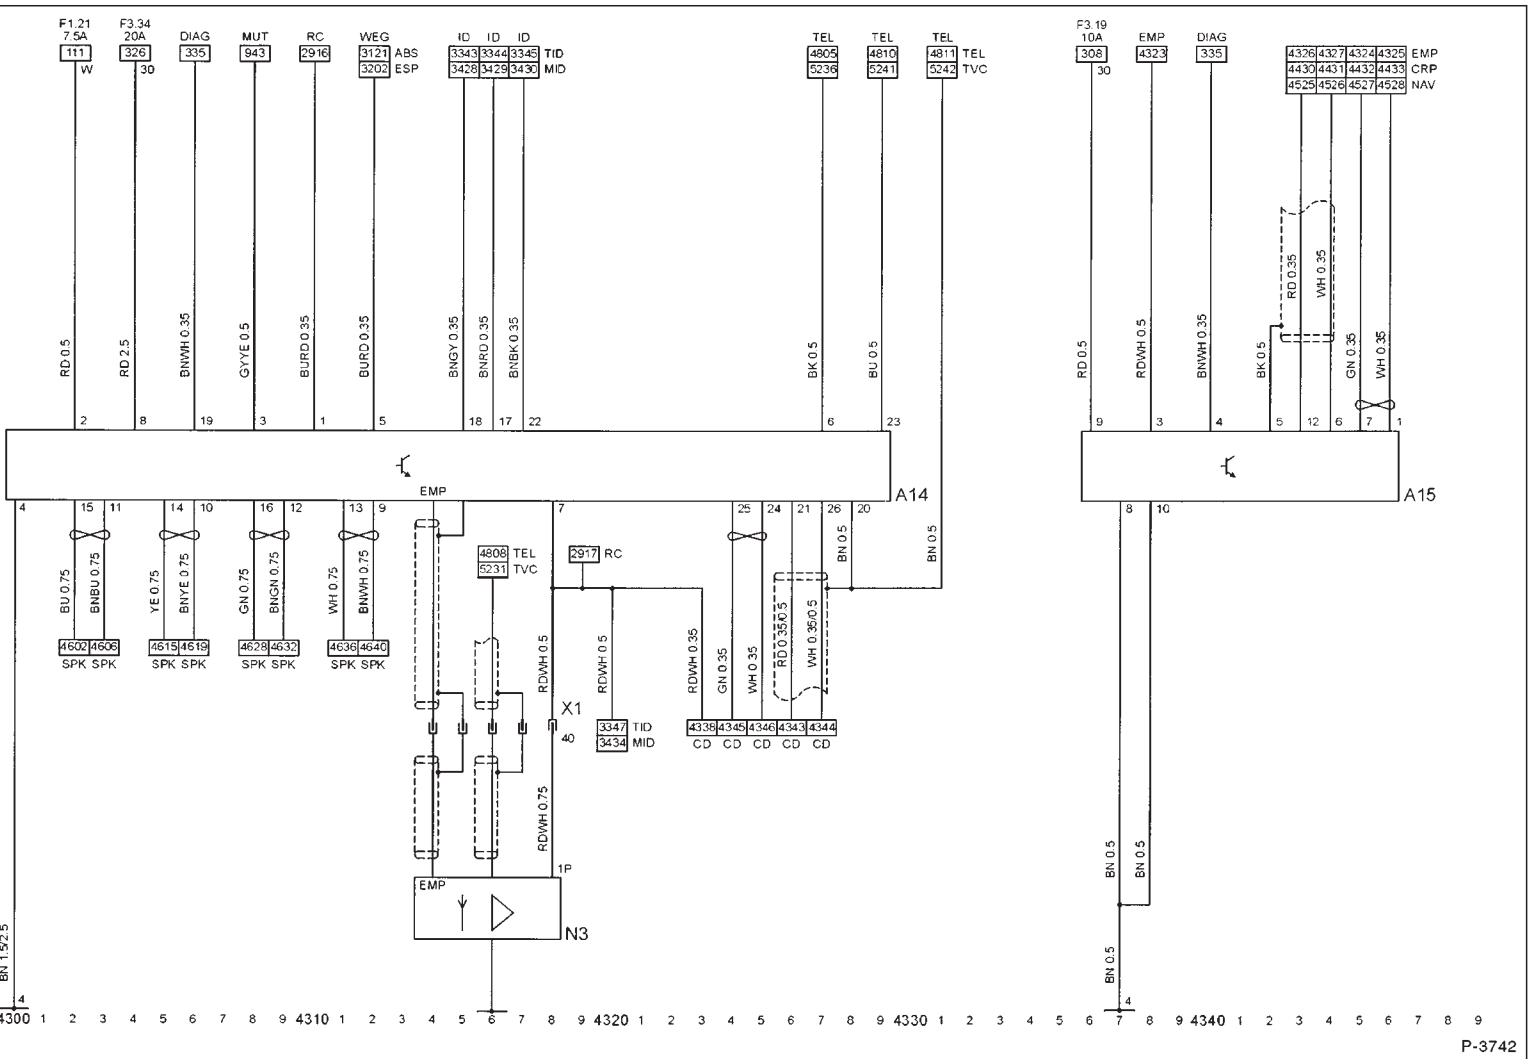 F1.21 F3.34 F3.19
7.5A 20A DIAG MUT RC WEG ID ID ID TEL TEL TEL 10A EMP DIAG
111 326 335 943 2916 3121 ABS 3343 3344 3345 TID 4805 4810 4811 TEL 308 4323 335 4326 4327 4324 4325 EMP
W 30 3202 ESP 3428 3429 3430 MID 5236 5241 5242 TVC 30 4430 4431 4432 4433 CRP
4525 4526 4527 4528 NAV
RD 0.5 RD 2.5 BNWH 0.35 GYYE 0.5 BURD 0.35 BURD 0.35 BNGY 0.35 BNRD 0.35 BNBK 0.35 BK 0.5 BU 0.5 RD 0.5 RDWH 0.5 BNWH 0.35 BK 0.5 RD 0.35 WH 0.35 GN 0.35 WH 0.35
2 8 19 3 1 5 18 17 22 6 23 9 3 4 5 12 6 7 1
EMP A14 A15
4 15 11 14 10 16 12 13 9 7 25 24 21 26 20 8 10
BU 0.75 BNBU 0.75 YE 0.75 BNYE 0.75 GN 0.75 BNGN 0.75 WH 0.75 BNWH 0.75 BN 0.5 BN 0.5
4808 TEL 2917 RC
5231 TVC
4602 4606 4615 4619 4628 4632 4636 4640
SPK SPK SPK SPK SPK SPK SPK SPK
RDWH 0.5 RDWH 0.5 RDWH 0.35 GN 0.35 WH 0.35 RD 0.35/0.5 WH 0.35/0.5
X1
40
3347 TID 4338 4345 4346 4343 4344
3434 MID CD CD CD CD CD
RDWH 0.75 BN 0.5 BN 0.5
1P
EMP
N3
BN 1.5/2.5 BN 0.5
4 4
4300 1 2 3 4 5 6 7 8 9 4310 1 2 3 4 5 6 7 8 9 4320 1 2 3 4 5 6 7 8 9 4330 1 2 3 4 5 6 7 8 9 4340 1 2 3 4 5 6 7 8 9
P-3742